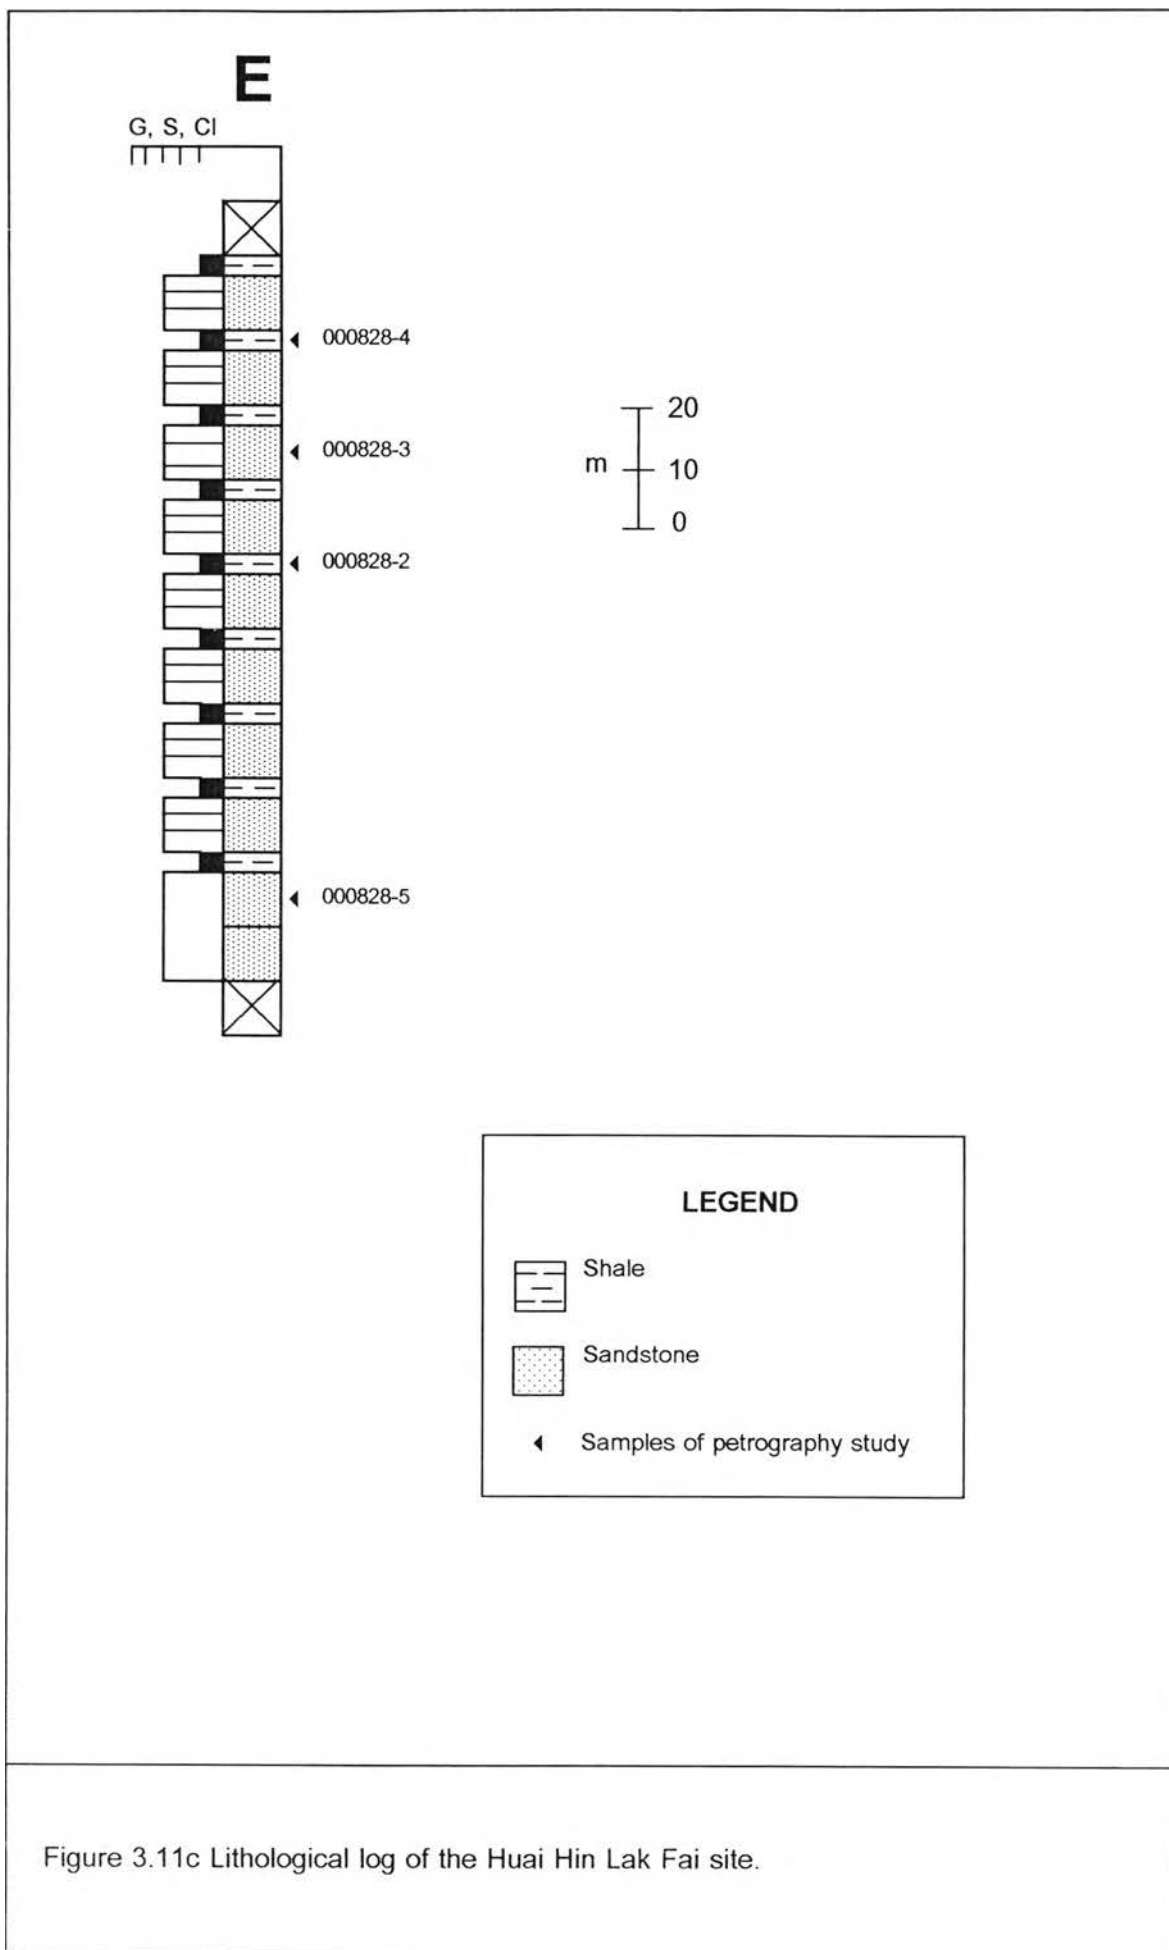 E
G, S, Cl
000828-4
000828-3
000828-2
000828-5
20
m 10
0
LEGEND
Shale
Sandstone
Samples of petrography study
Figure 3.11c Lithological log of the Huai Hin Lak Fai site.